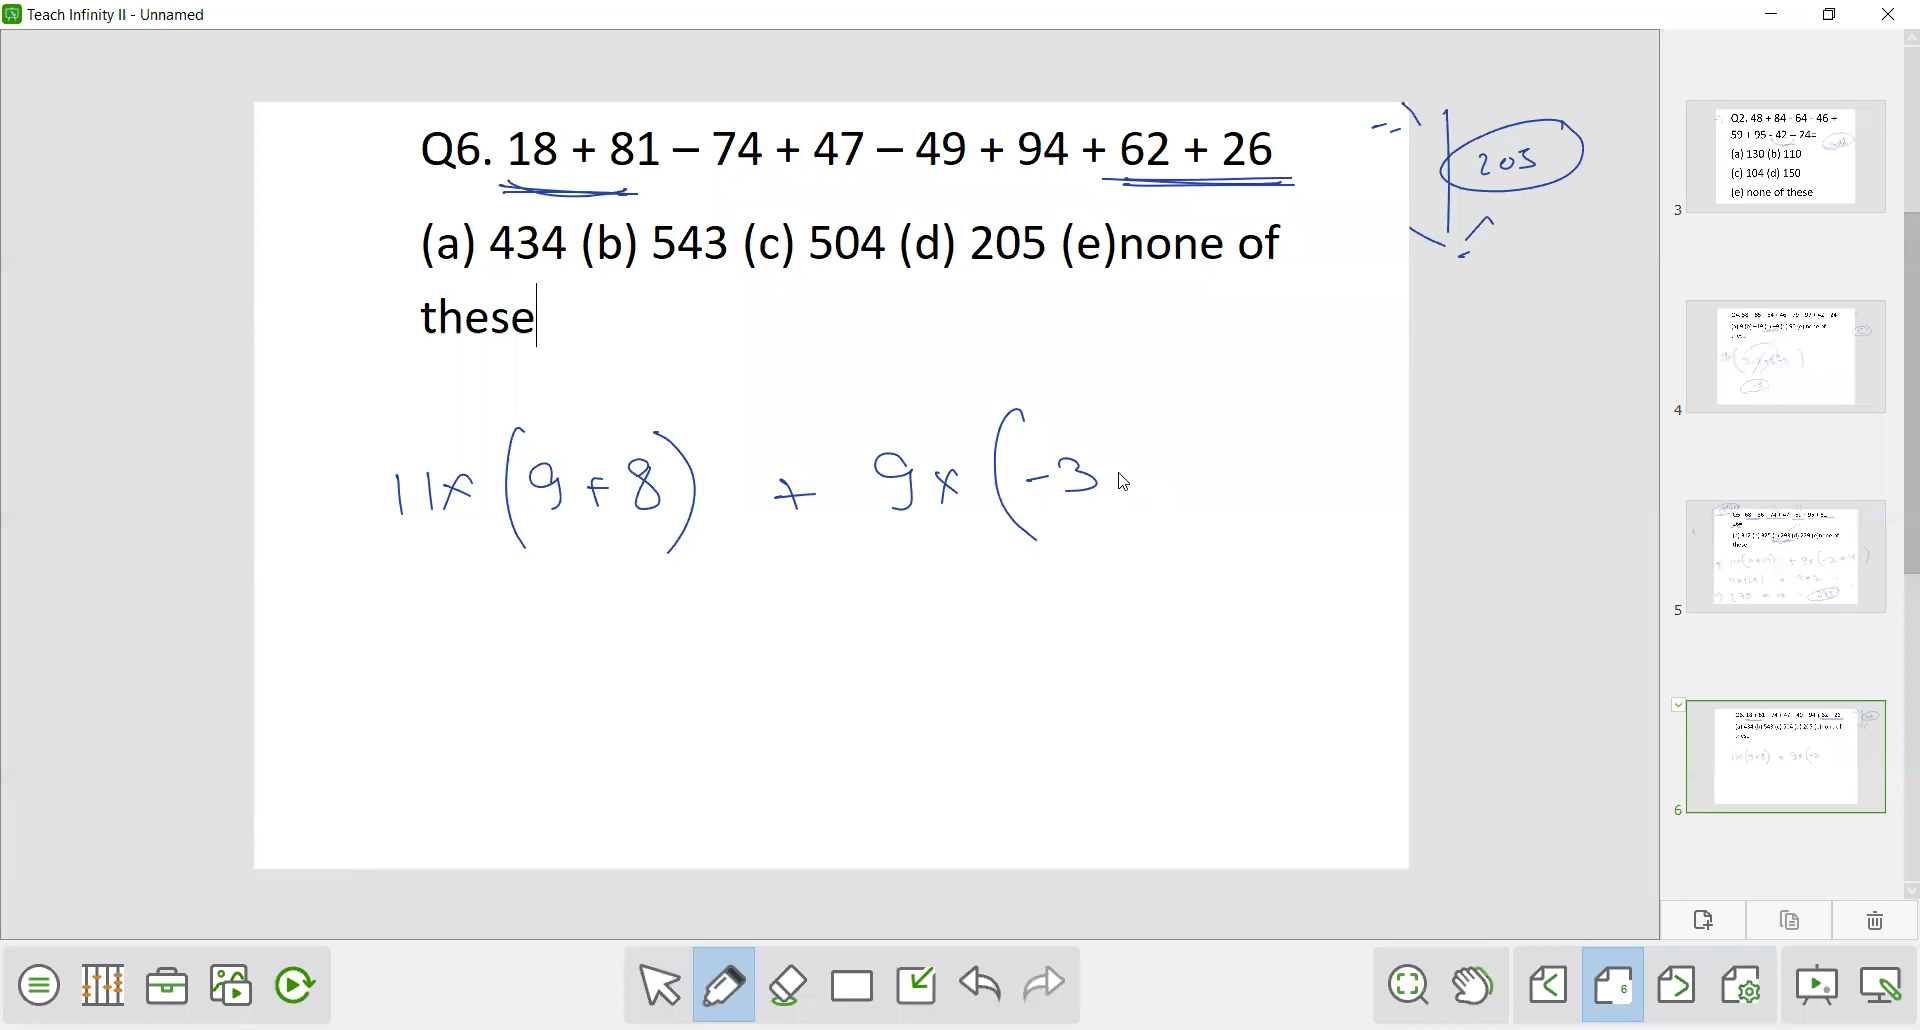 Teach Infinity II - Unnamed
Q6. 18 + 81 – 74 + 47 – 49 + 94 + 62 + 26
(a) 434 (b) 543 (c) 504 (d) 205 (e)none of
these
205
11x (9+8) + 9x (-3
Q2. 48 + 84 - 64 - 46 +
59 + 95 - 42 – 24=
(a) 130 (b) 110
(c) 104 (d) 150
(e) none of these
3
4
5
6
6